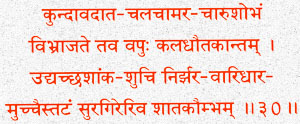 कुन्दावदात-चलचामर-चारुशोभं
विभ्राजते तव वपुः कलधौतकान्तम् ।
उद्यच्छशांक-शुचि निर्झर-वारिधार-
मुच्चैस्तटं सुरगिरेरिव शातकौम्भम् ॥३०॥